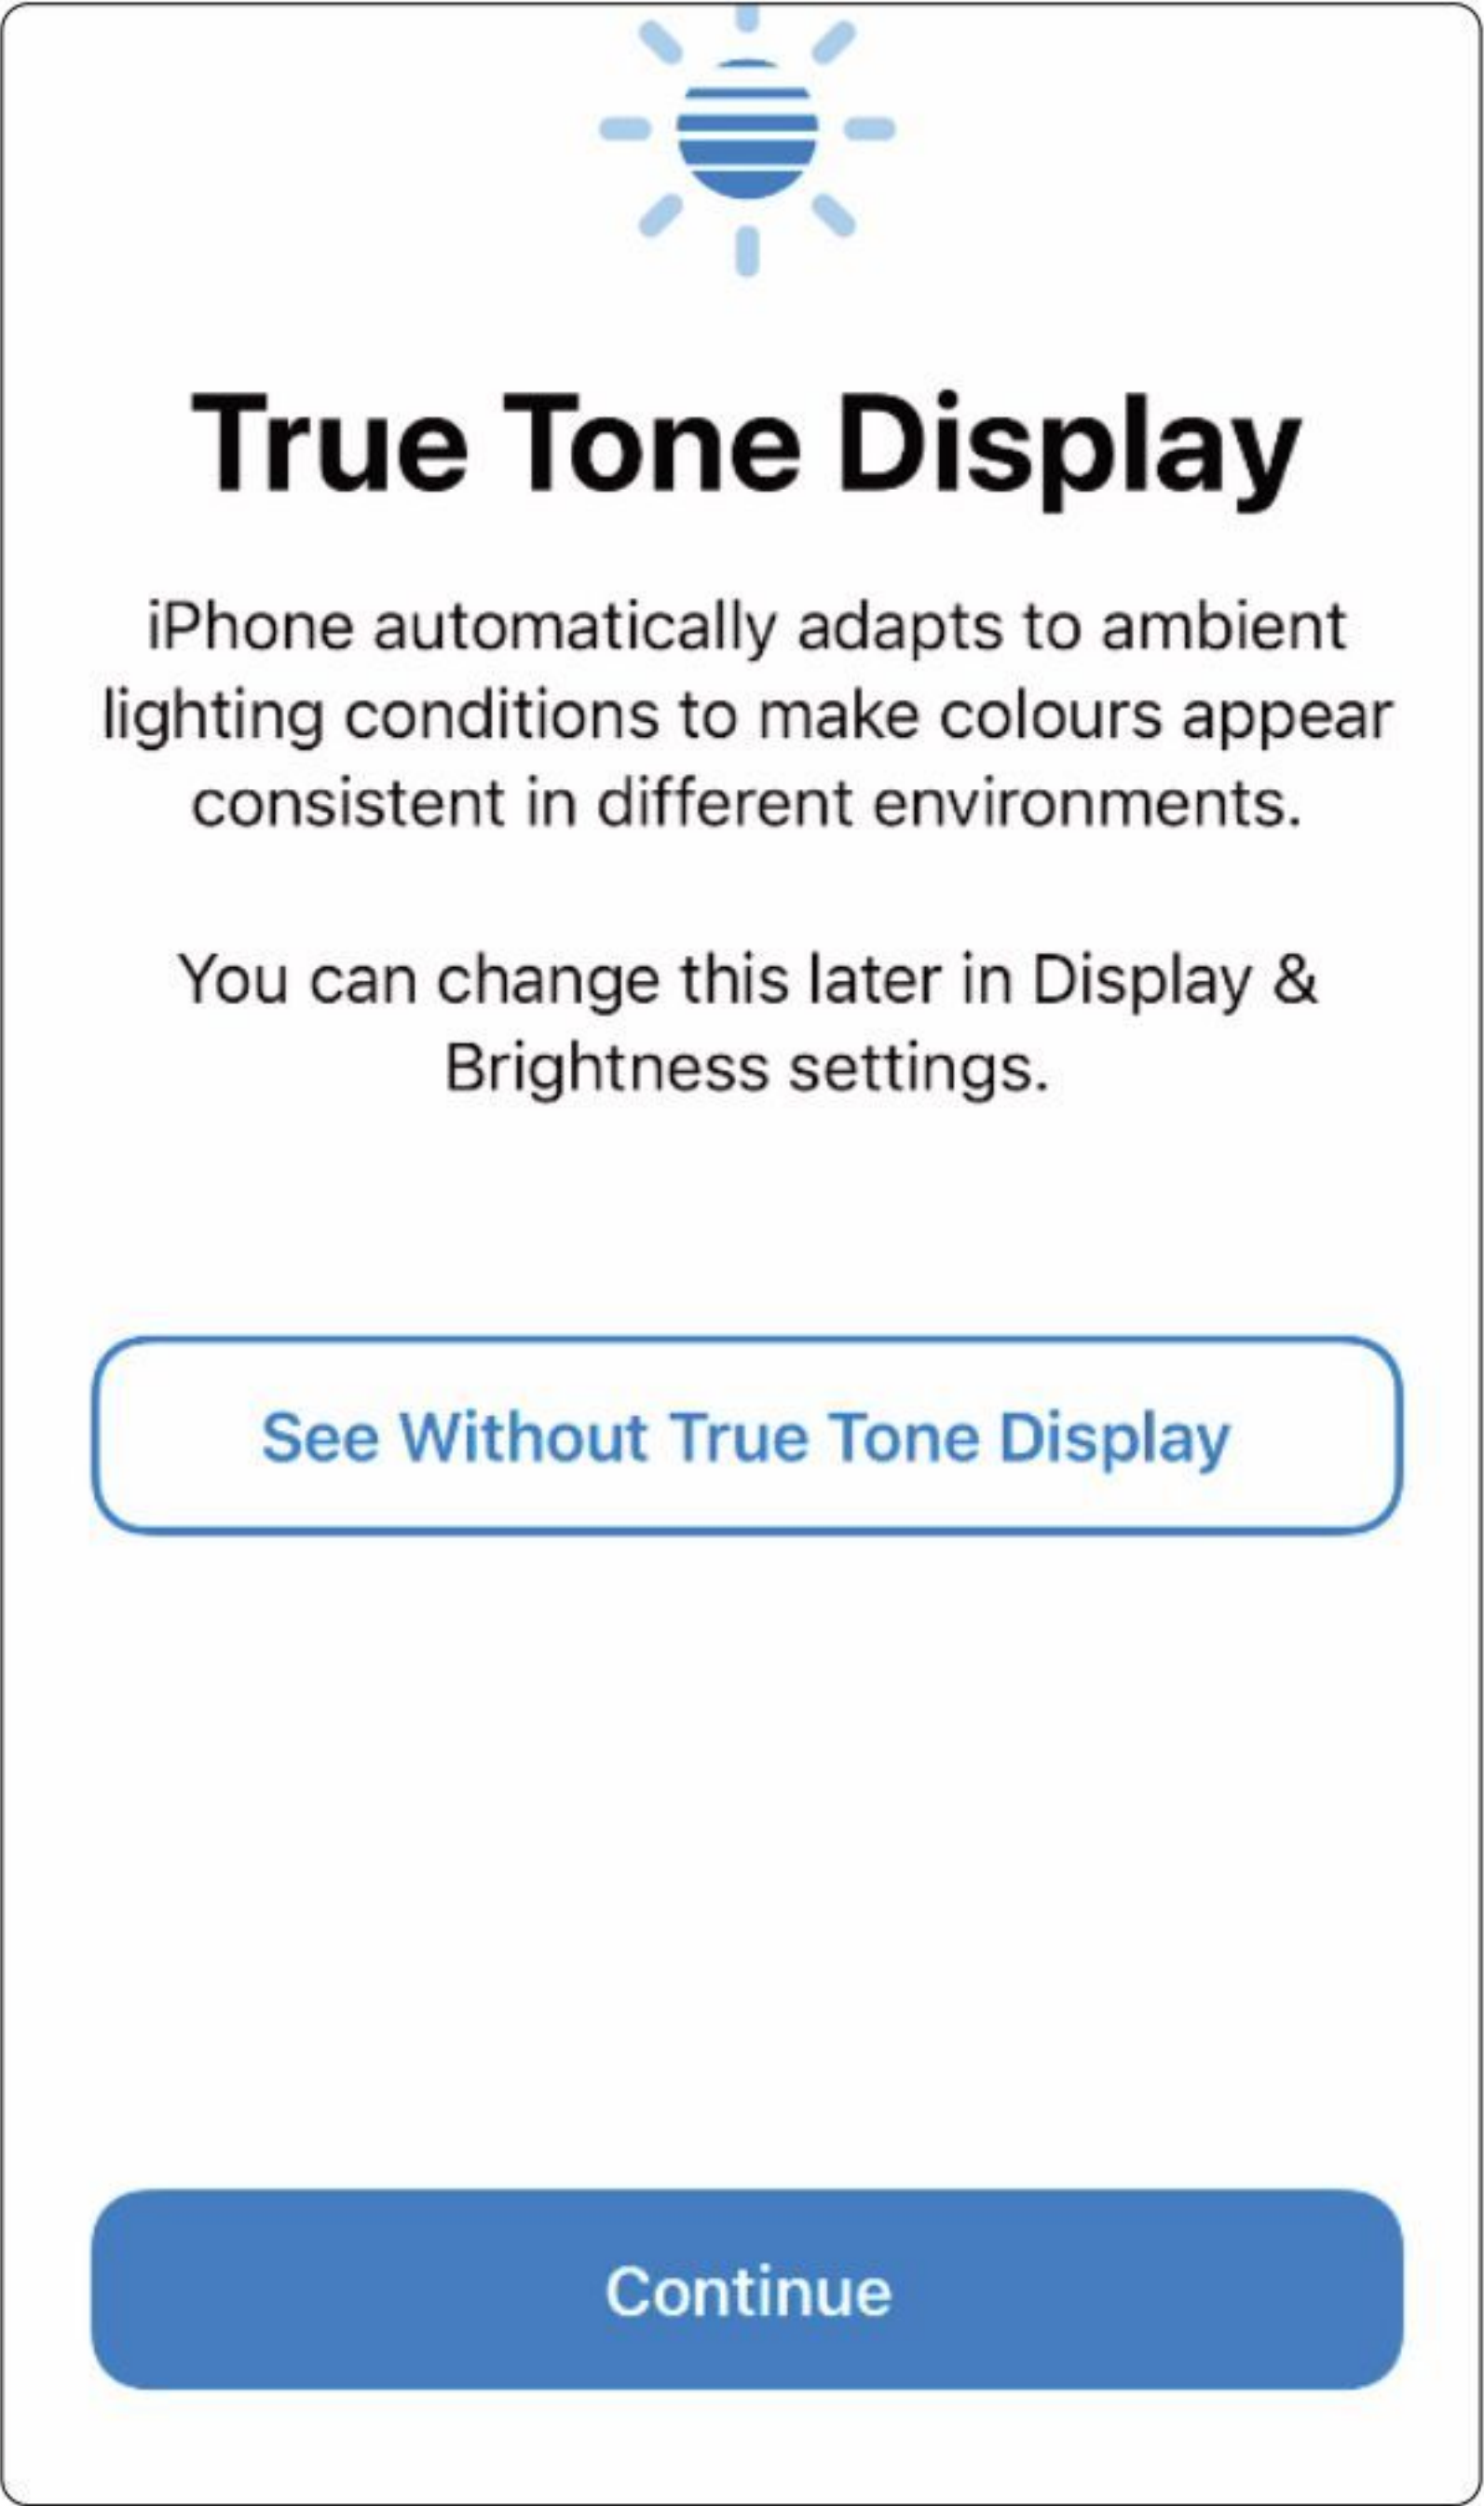 True Tone Display
iPhone automatically adapts to ambient
lighting conditions to make colours appear
consistent in different environments.
You can change this later in Display &
Brightness settings.
See Without True Tone Display
Continue